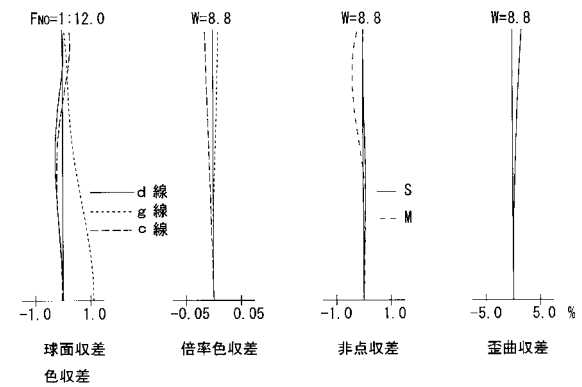 FNO=1:12.0
W=8.8
W=8.8
W=8.8
d 線
g 線
c 線
S
M
-1.0 1.0
-0.05 0.05
-1.0 1.0
-5.0 5.0 %
球面収差
色収差
倍率色収差
非点収差
歪曲収差